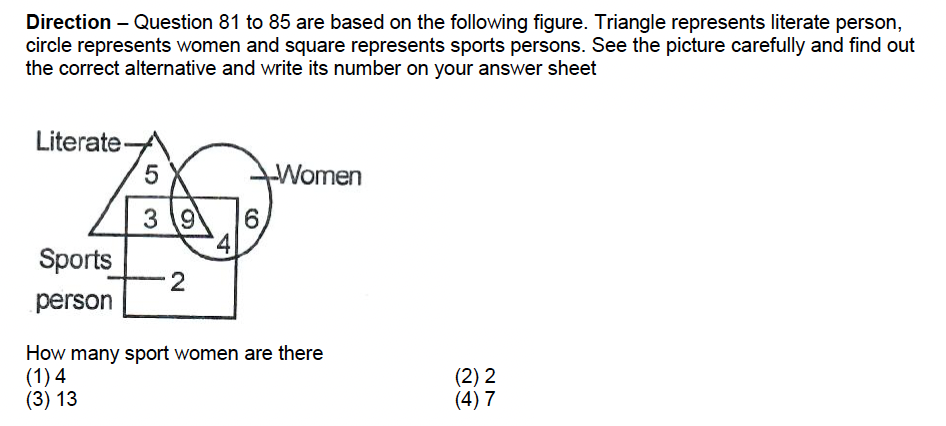 Direction – Question 81 to 85 are based on the following figure. Triangle represents literate person,
circle represents women and square represents sports persons. See the picture carefully and find out
the correct alternative and write its number on your answer sheet
Literate
5
Women
3 9 6
4
Sports
2
person
How many sport women are there
(1) 4 (2) 2
(3) 13 (4) 7